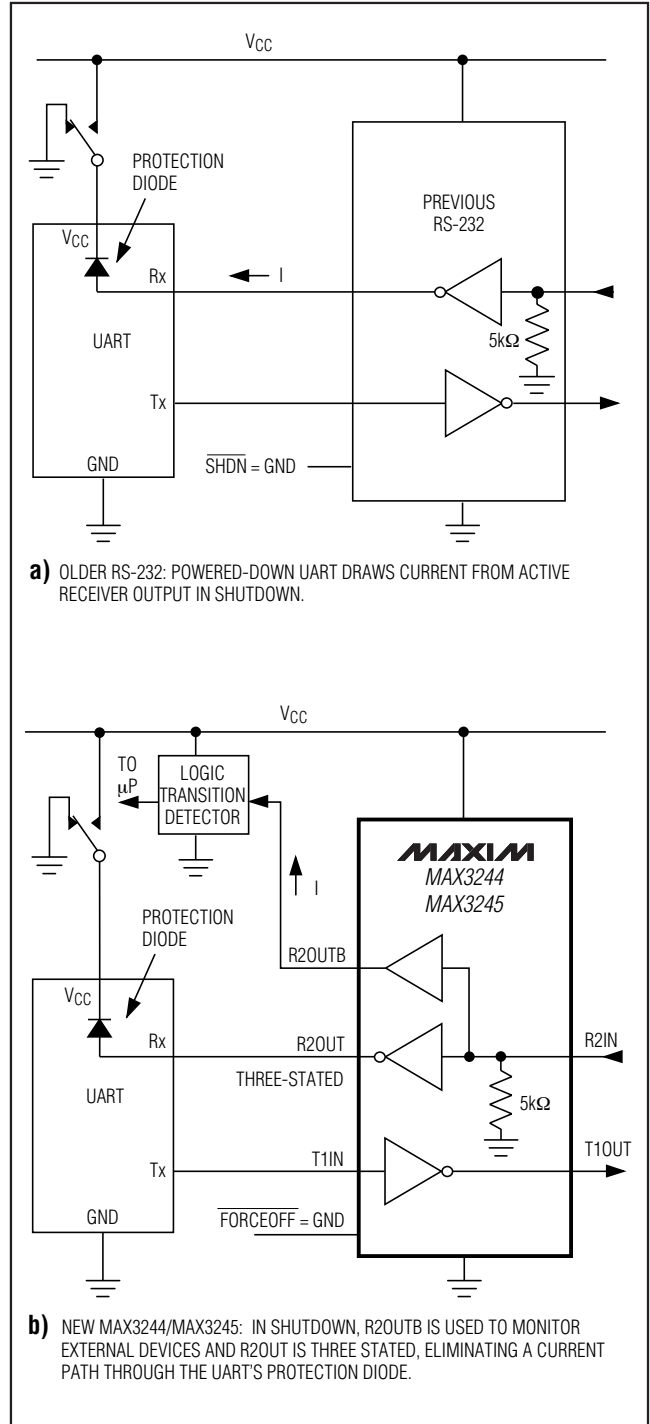 VCC
PROTECTION
DIODE
PREVIOUS
RS-232
VCC
Rx
I
UART
5kΩ
Tx
GND
SHDN = GND
a) OLDER RS-232: POWERED-DOWN UART DRAWS CURRENT FROM ACTIVE
RECEIVER OUTPUT IN SHUTDOWN.
VCC
TO
µP
LOGIC
TRANSITION
DETECTOR
MAXIM
MAX3244
MAX3245
I
PROTECTION
DIODE
R2OUTB
VCC
Rx
R2OUT
R2IN
THREE-STATED
UART
5kΩ
Tx
T1IN
T1OUT
GND
FORCEOFF = GND
b) NEW MAX3244/MAX3245: IN SHUTDOWN, R2OUTB IS USED TO MONITOR
EXTERNAL DEVICES AND R2OUT IS THREE STATED, ELIMINATING A CURRENT
PATH THROUGH THE UART'S PROTECTION DIODE.